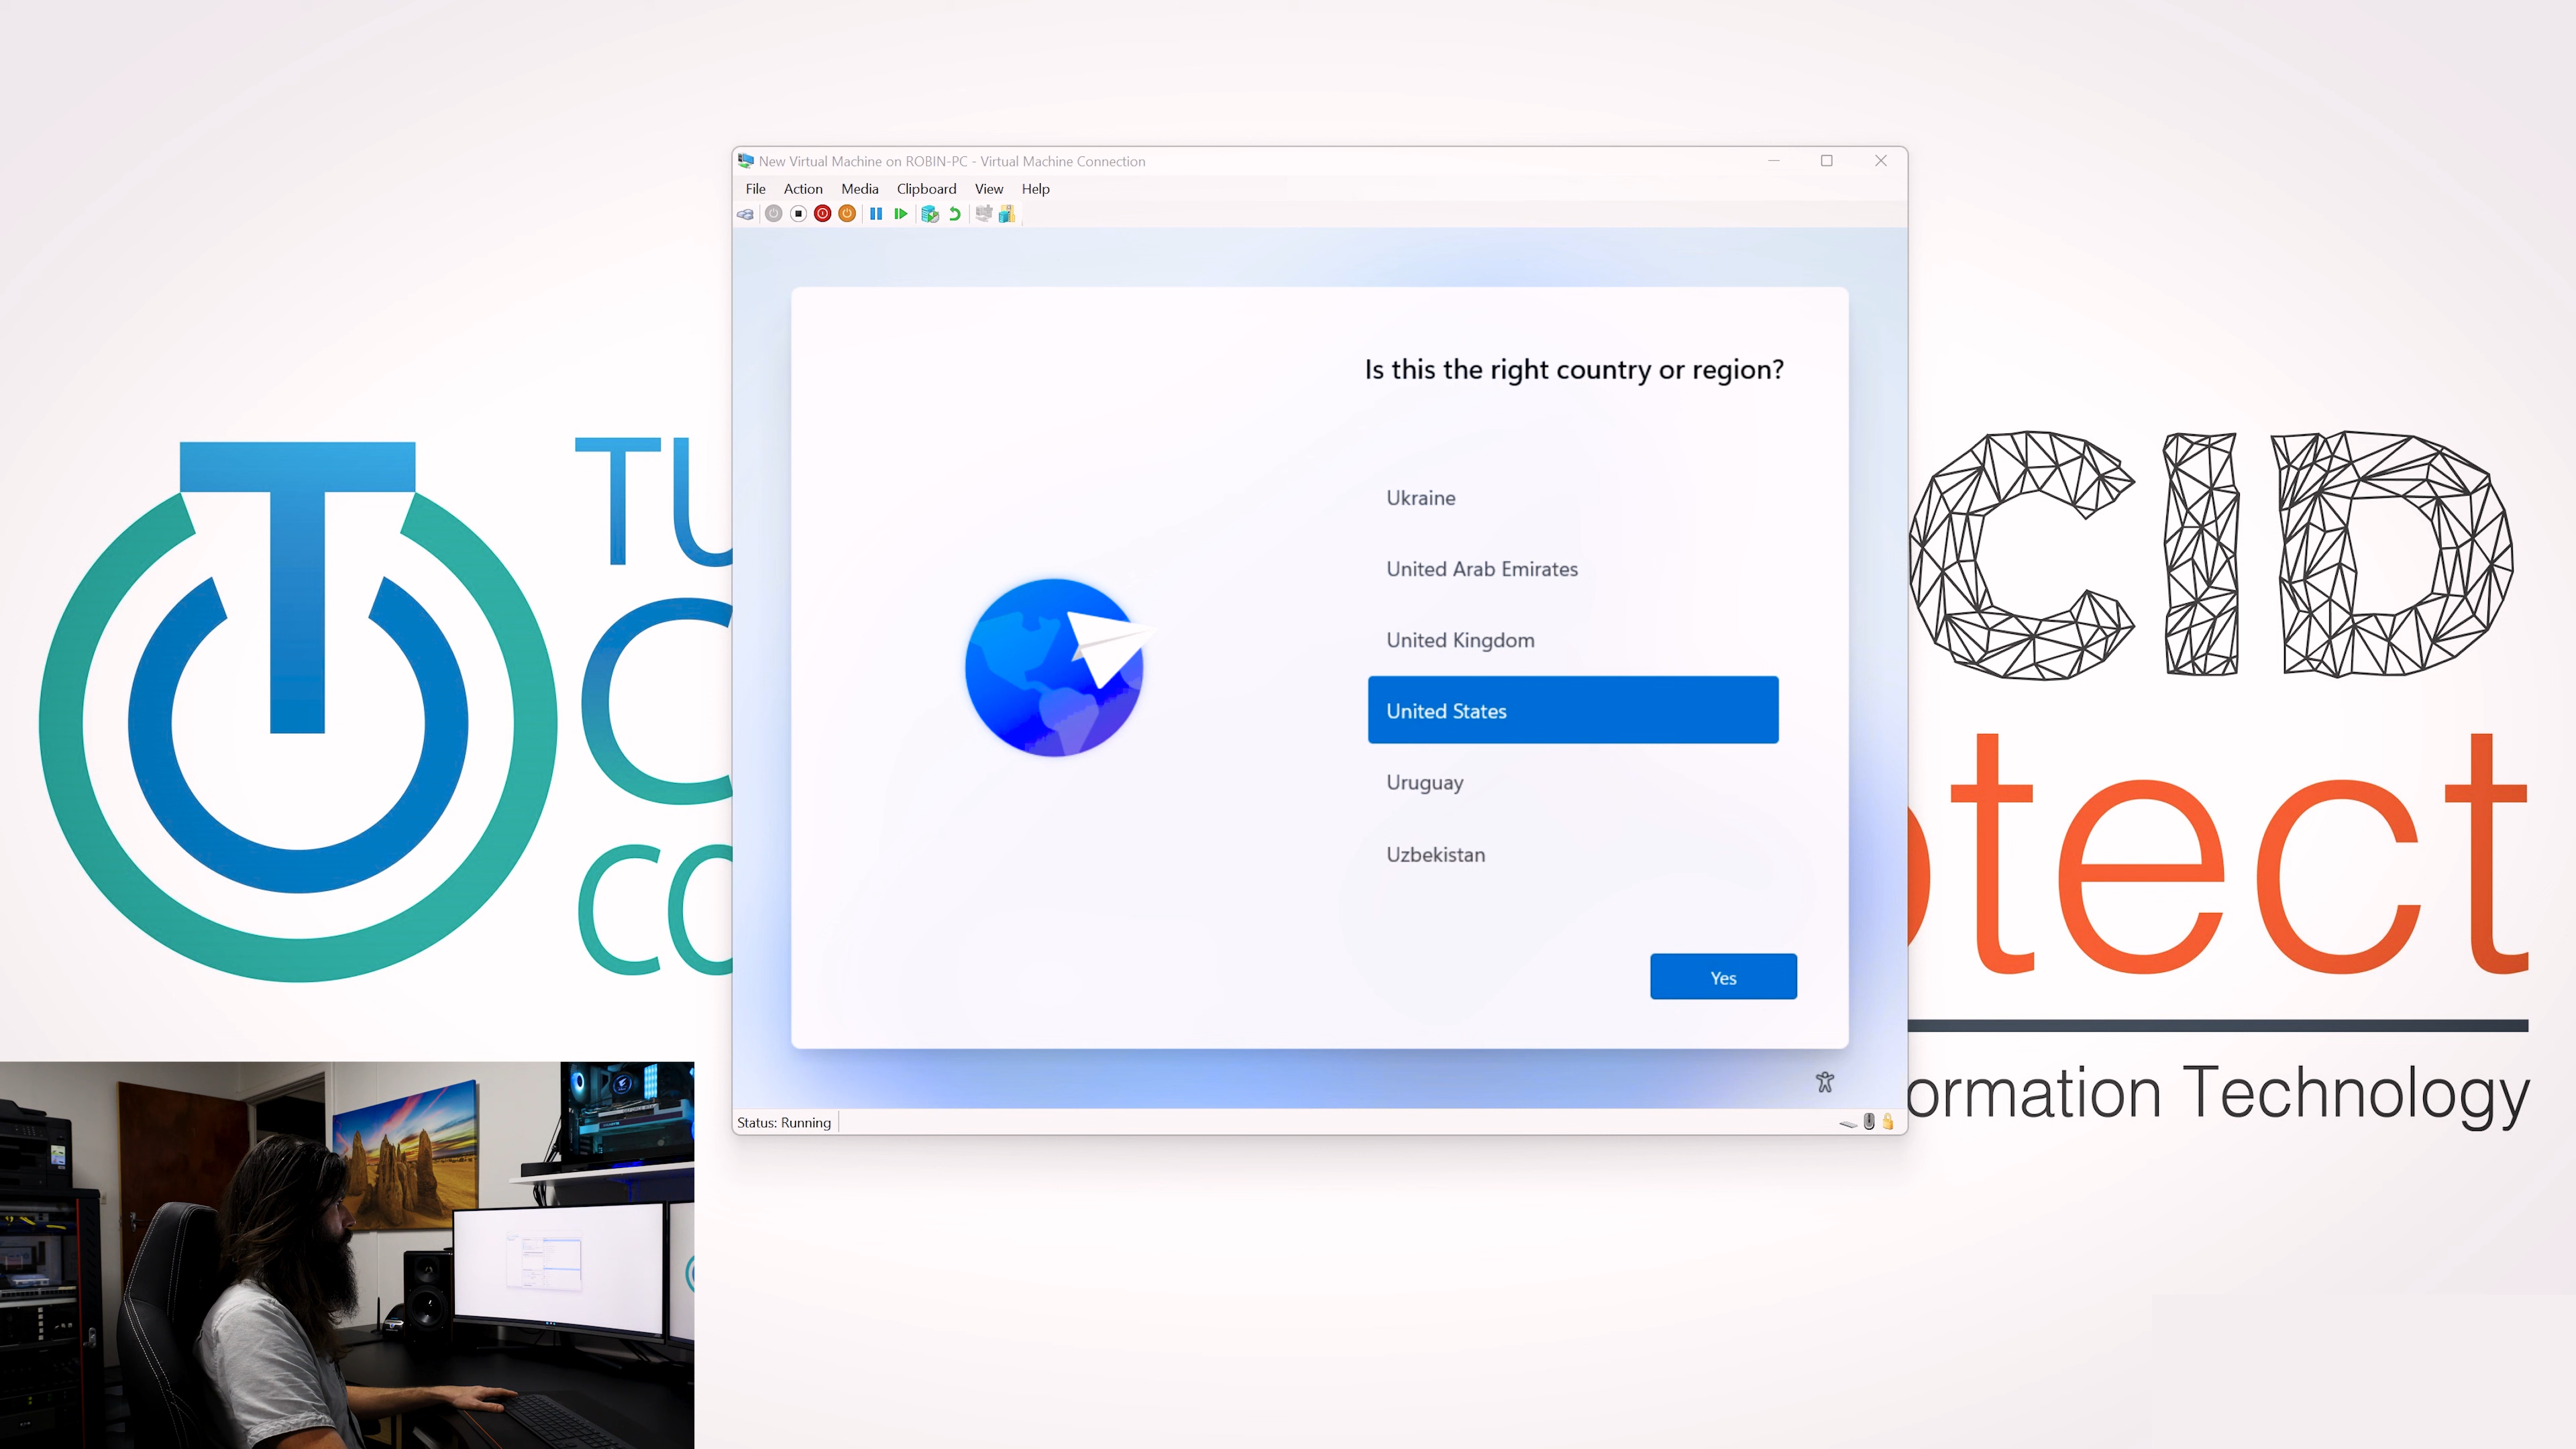 New Virtual Machine on ROBIN-PC - Virtual Machine Connection
File Action Media Clipboard View Help
Is this the right country or region?
Ukraine
United Arab Emirates
United Kingdom
United States
Uruguay
Uzbekistan
Yes
Status: Running
TU
C
CO
CID
otect
ormation Technology